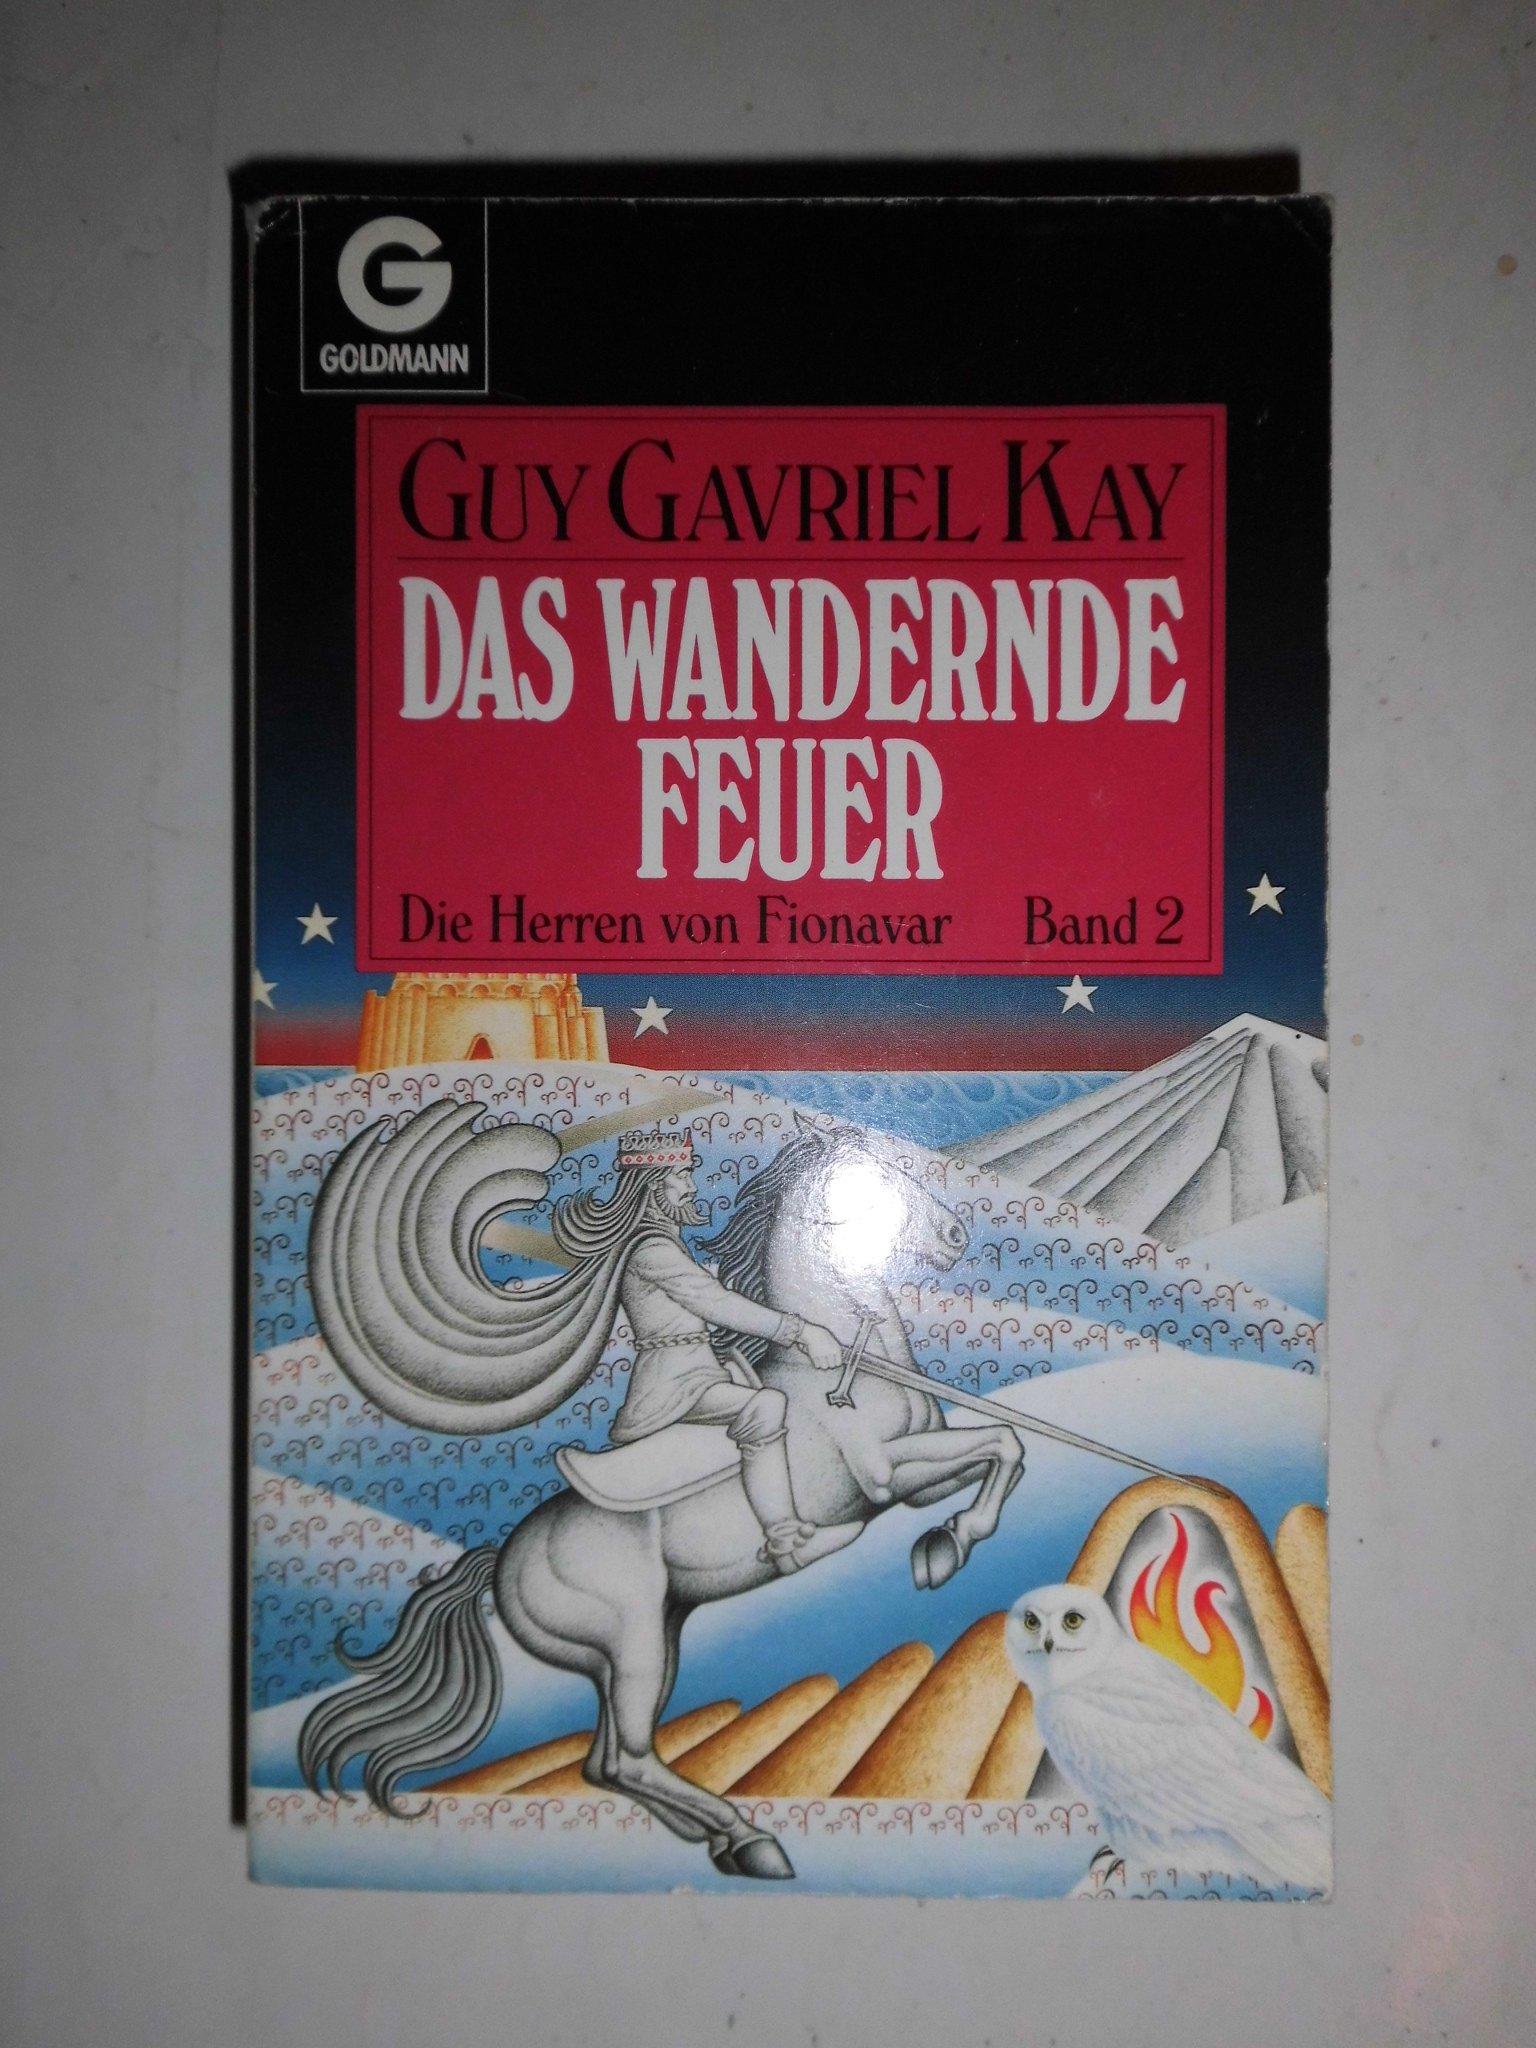 G
GOLDMANN
GUY GAVRIEL KAY
DAS WANDERNDE
FEUER
Die Herren von Fionavar Band 2